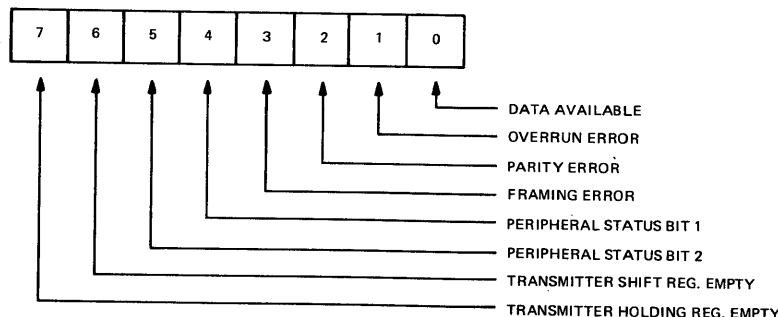 7 6 5 4 3 2 1 0
DATA AVAILABLE
OVERRUN ERROR
PARITY ERROR
FRAMING ERROR
PERIPHERAL STATUS BIT 1
PERIPHERAL STATUS BIT 2
TRANSMITTER SHIFT REG. EMPTY
TRANSMITTER HOLDING REG. EMPTY